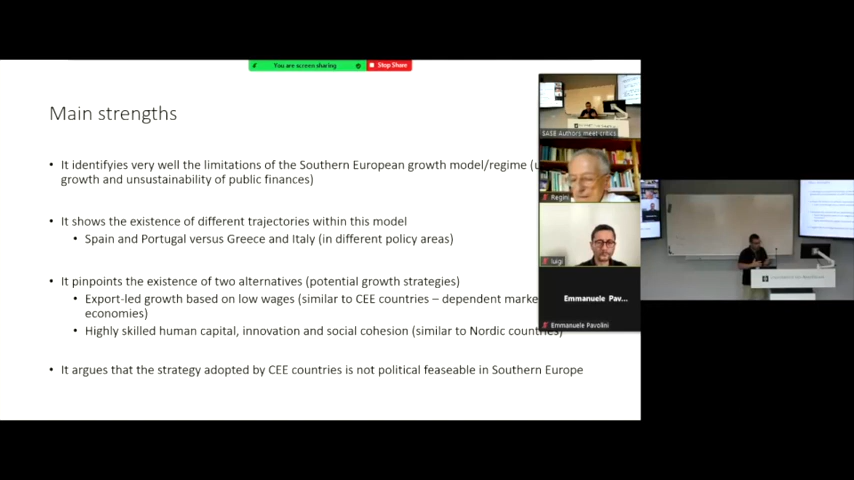 You are screen sharing
Stop Share
Main strengths
• It identifyies very well the limitations of the Southern European growth model/regime (u
growth and unsustainability of public finances)
• It shows the existence of different trajectories within this model
• Spain and Portugal versus Greece and Italy (in different policy areas)
• It pinpoints the existence of two alternatives (potential growth strategies)
• Export-led growth based on low wages (similar to CEE countries – dependent marke
economies)
• Highly skilled human capital, innovation and social cohesion (similar to Nordic countries)
• It argues that the strategy adopted by CEE countries is not political feaseable in Southern Europe
SASE Authors meet critics
Regini
luigi
Emmanuele Pav...
Emmanuele Pavolini